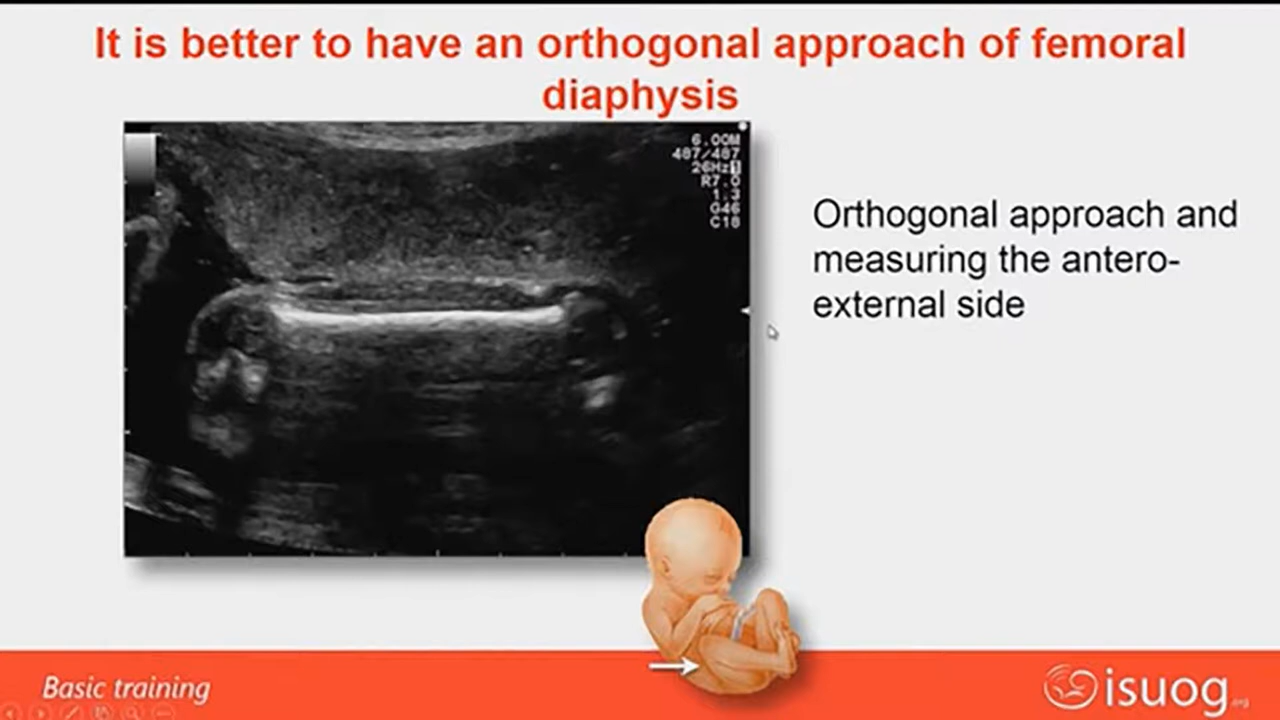 It is better to have an orthogonal approach of femoral
diaphysis
6.00M
487/487
26Hz
R7.0
1.3
G46
C18
Orthogonal approach and
measuring the antero-
external side
Basic training
isuog.org